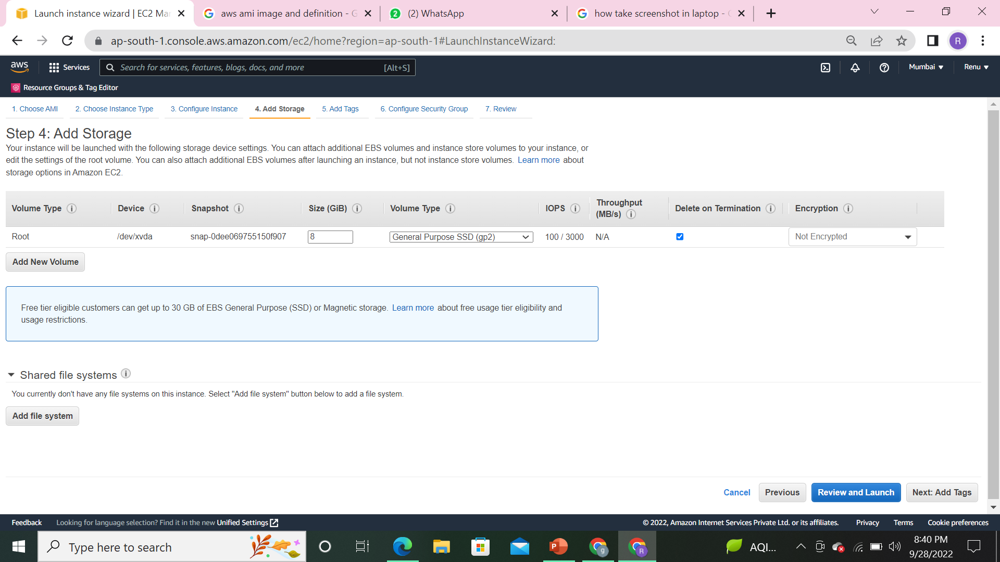 Launch instance wizard | EC2 Ma
aws ami image and definition - G
(2) WhatsApp
how take screenshot in laptop -
ap-south-1.console.aws.amazon.com/ec2/home?region=ap-south-1#LaunchInstanceWizard:
R
aws
Services
Search for services, features, blogs, docs, and more
[Alt+S]
Mumbai
Renu
Resource Groups & Tag Editor
1. Choose AMI
2. Choose Instance Type
3. Configure Instance
4. Add Storage
5. Add Tags
6. Configure Security Group
7. Review
Step 4: Add Storage
Your instance will be launched with the following storage device settings. You can attach additional EBS volumes and instance store volumes to your instance, or
edit the settings of the root volume. You can also attach additional EBS volumes after launching an instance, but not instance store volumes. Learn more about
storage options in Amazon EC2.
Volume Type
Device
Snapshot
Size (GiB)
Volume Type
IOPS
Throughput
(MB/s)
Delete on Termination
Encryption
Root
/dev/xvda
snap-0dee069755150f907
8
General Purpose SSD (gp2)
100 / 3000
N/A
Not Encrypted
Add New Volume
Free tier eligible customers can get up to 30 GB of EBS General Purpose (SSD) or Magnetic storage. Learn more about free usage tier eligibility and
usage restrictions.
Shared file systems
You currently don't have any file systems on this instance. Select "Add file system" button below to add a file system.
Add file system
Cancel
Previous
Review and Launch
Next: Add Tags
Feedback
Looking for language selection? Find it in the new Unified Settings
© 2022, Amazon Internet Services Private Ltd. or its affiliates.
Privacy
Terms
Cookie preferences
Type here to search
P
g
R
AQI...
8:40 PM
9/28/2022